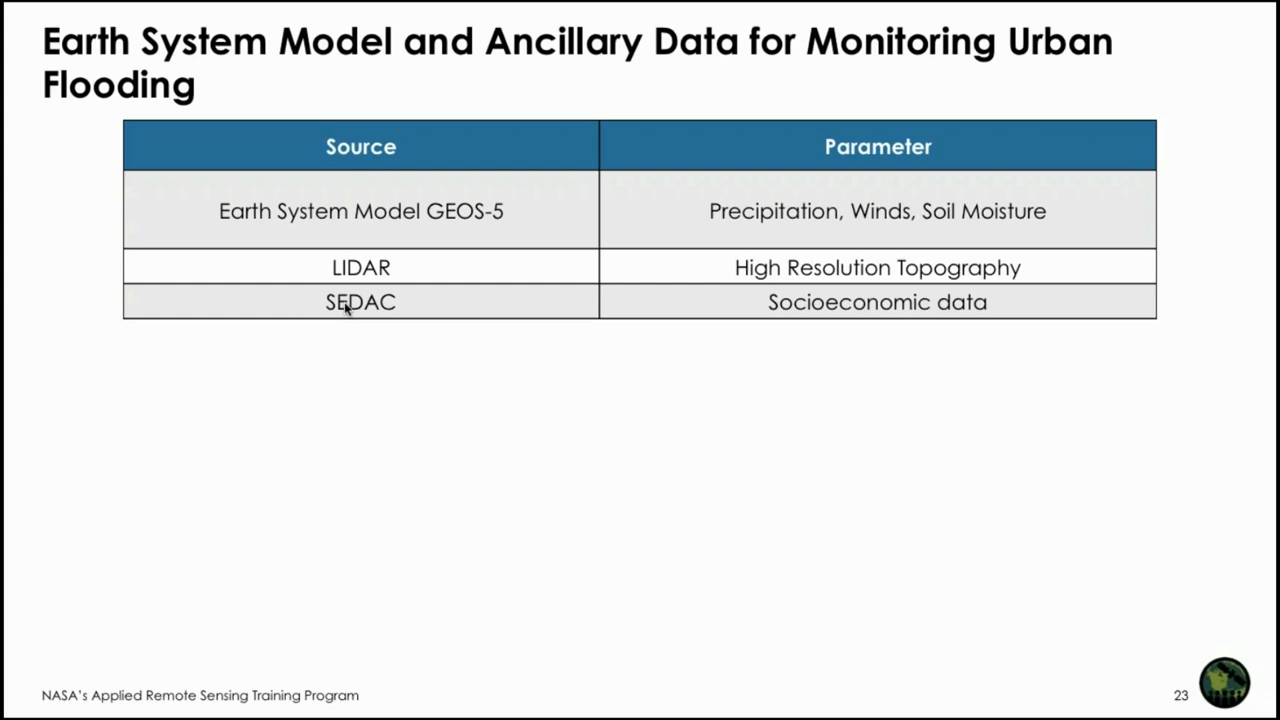 Earth System Model and Ancillary Data for Monitoring Urban
Flooding
Source Parameter
Earth System Model GEOS-5 Precipitation, Winds, Soil Moisture
LIDAR High Resolution Topography
SEDAC Socioeconomic data
NASA's Applied Remote Sensing Training Program 23